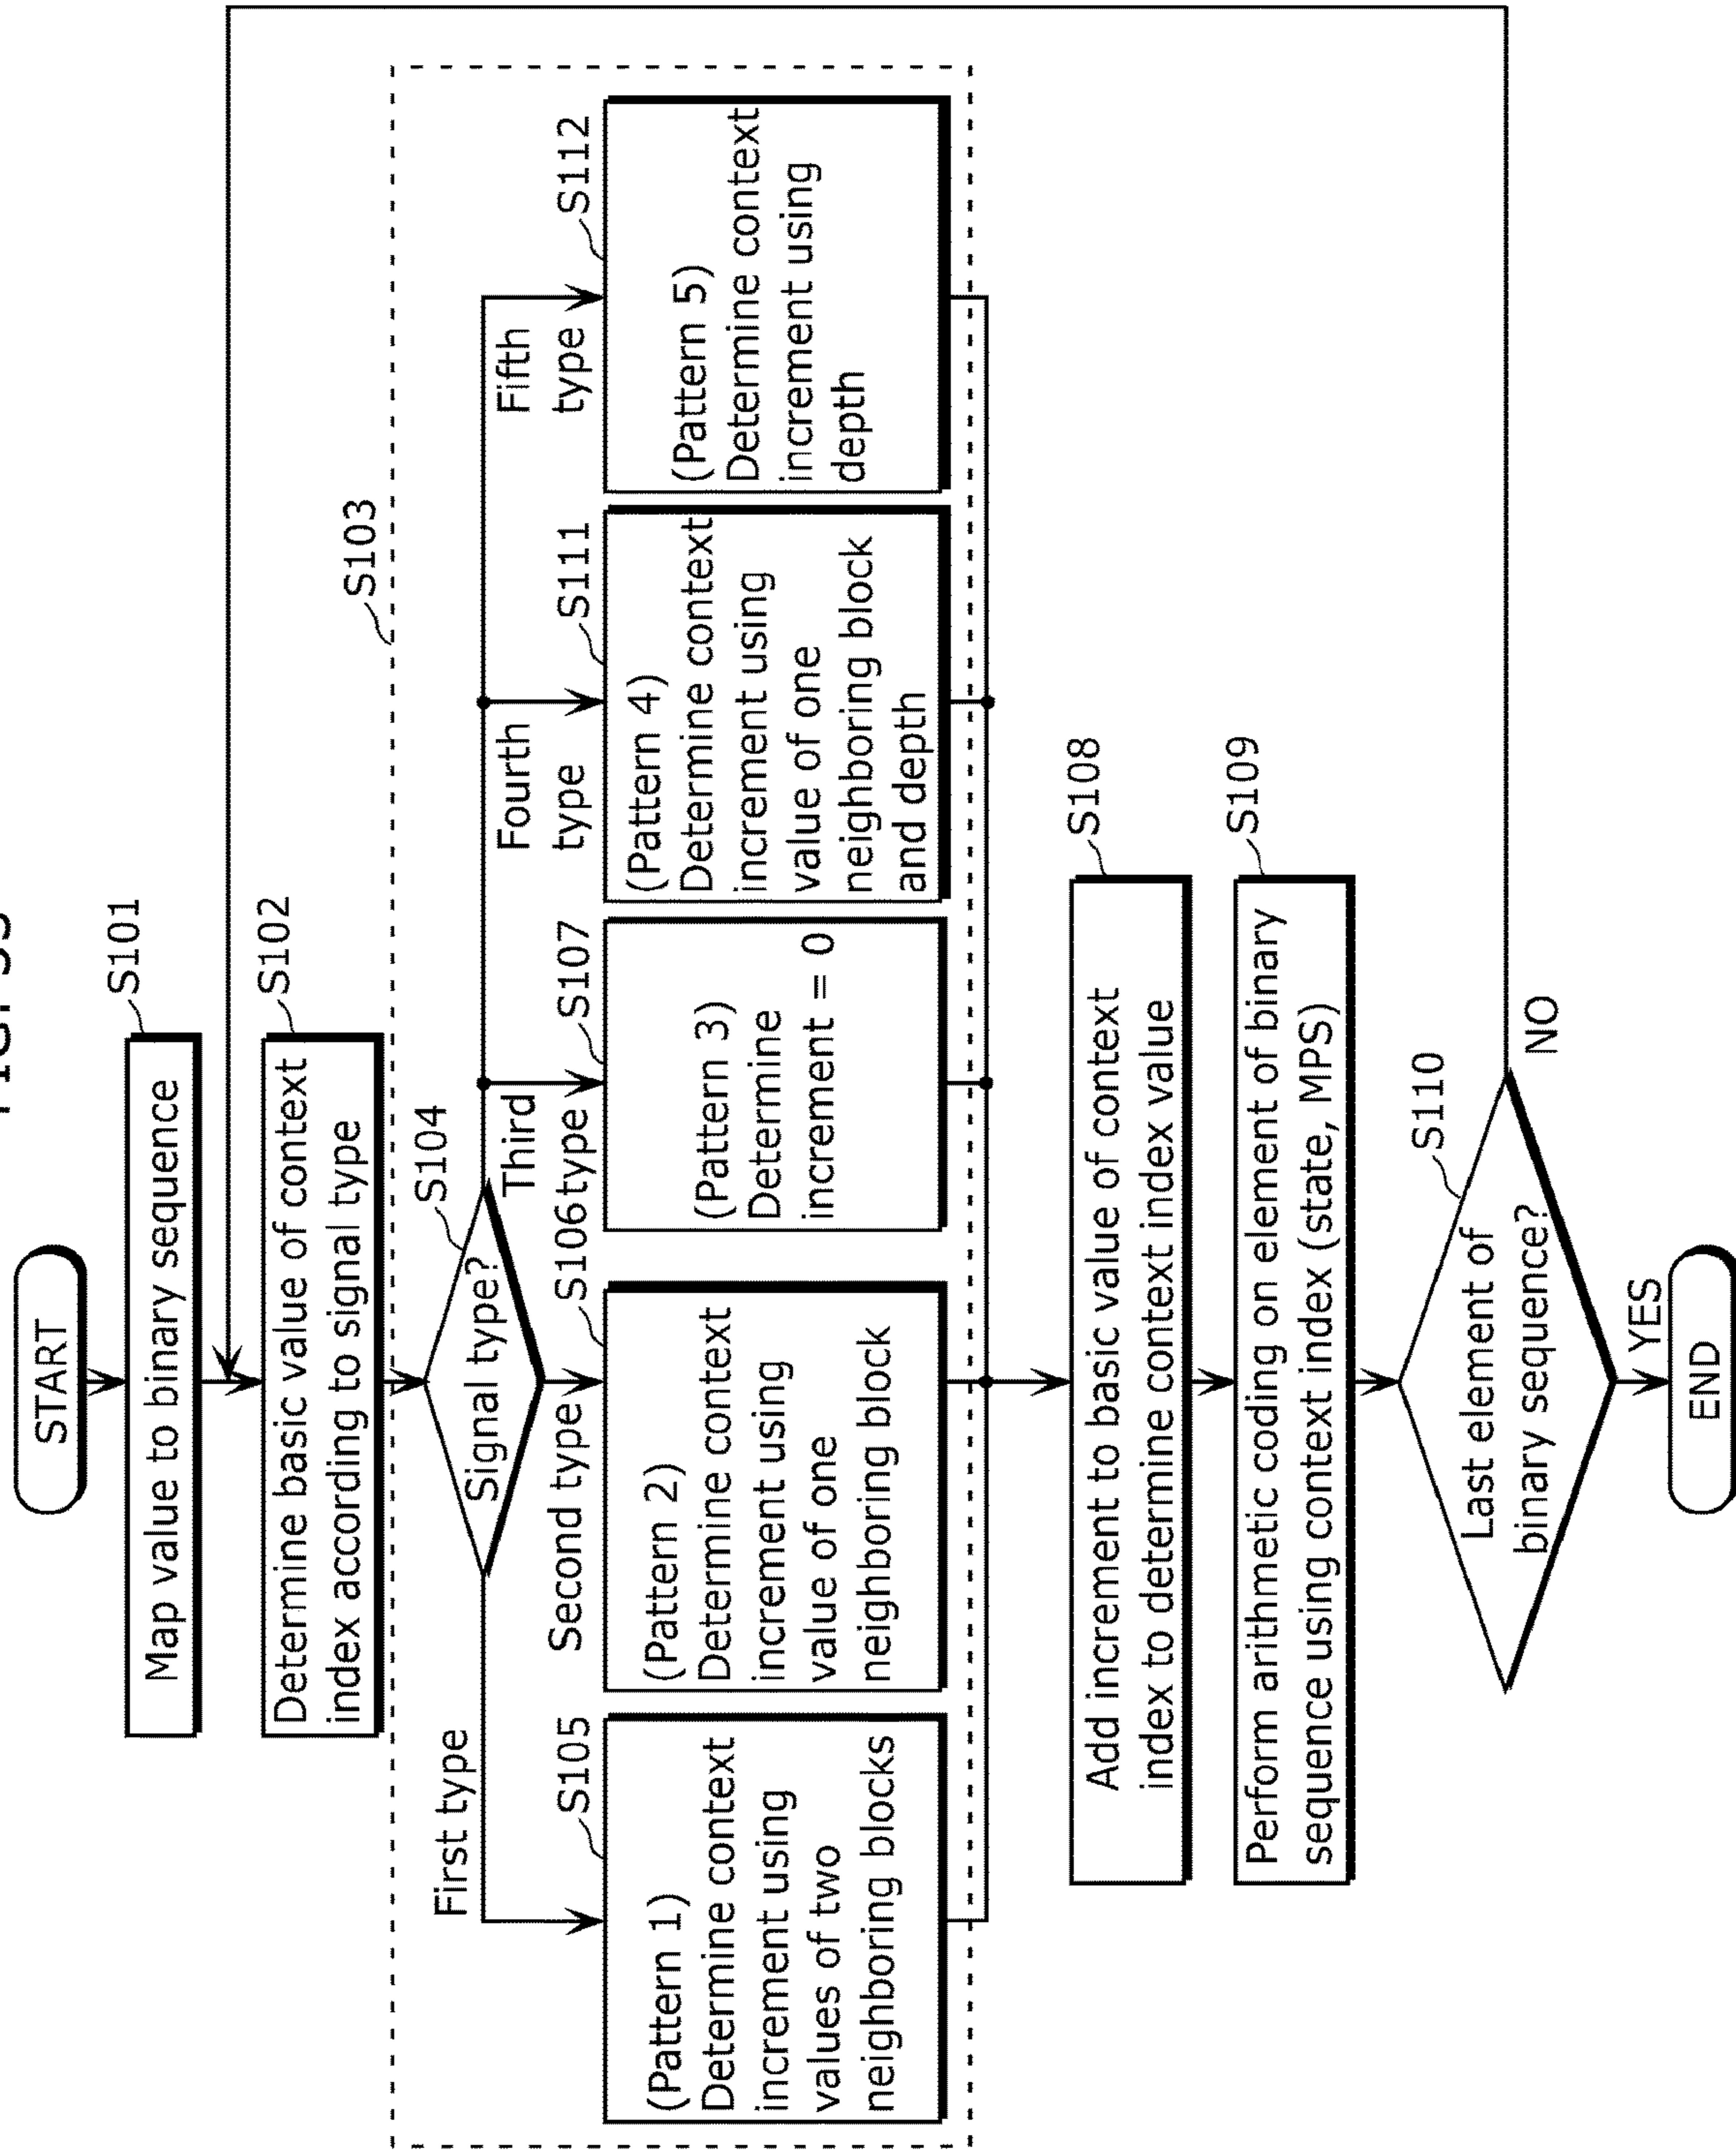 START
S101
Map value to binary sequence
S102
Determine basic value of context
index according to signal type
S103
S104
Signal type?
First type
Second type
Third
type
Fourth
type
Fifth
type
S105
(Pattern 1)
Determine context
increment using
values of two
neighboring blocks
S106
(Pattern 2)
Determine context
increment using
value of one
neighboring block
S107
(Pattern 3)
Determine
increment = 0
S111
(Pattern 4)
Determine context
increment using
value of one
neighboring block
and depth
S112
(Pattern 5)
Determine context
increment using
depth
S108
Add increment to basic value of context
index to determine context index value
S109
Perform arithmetic coding on element of binary
sequence using context index (state, MPS)
S110
Last element of
binary sequence?
NO
YES
END